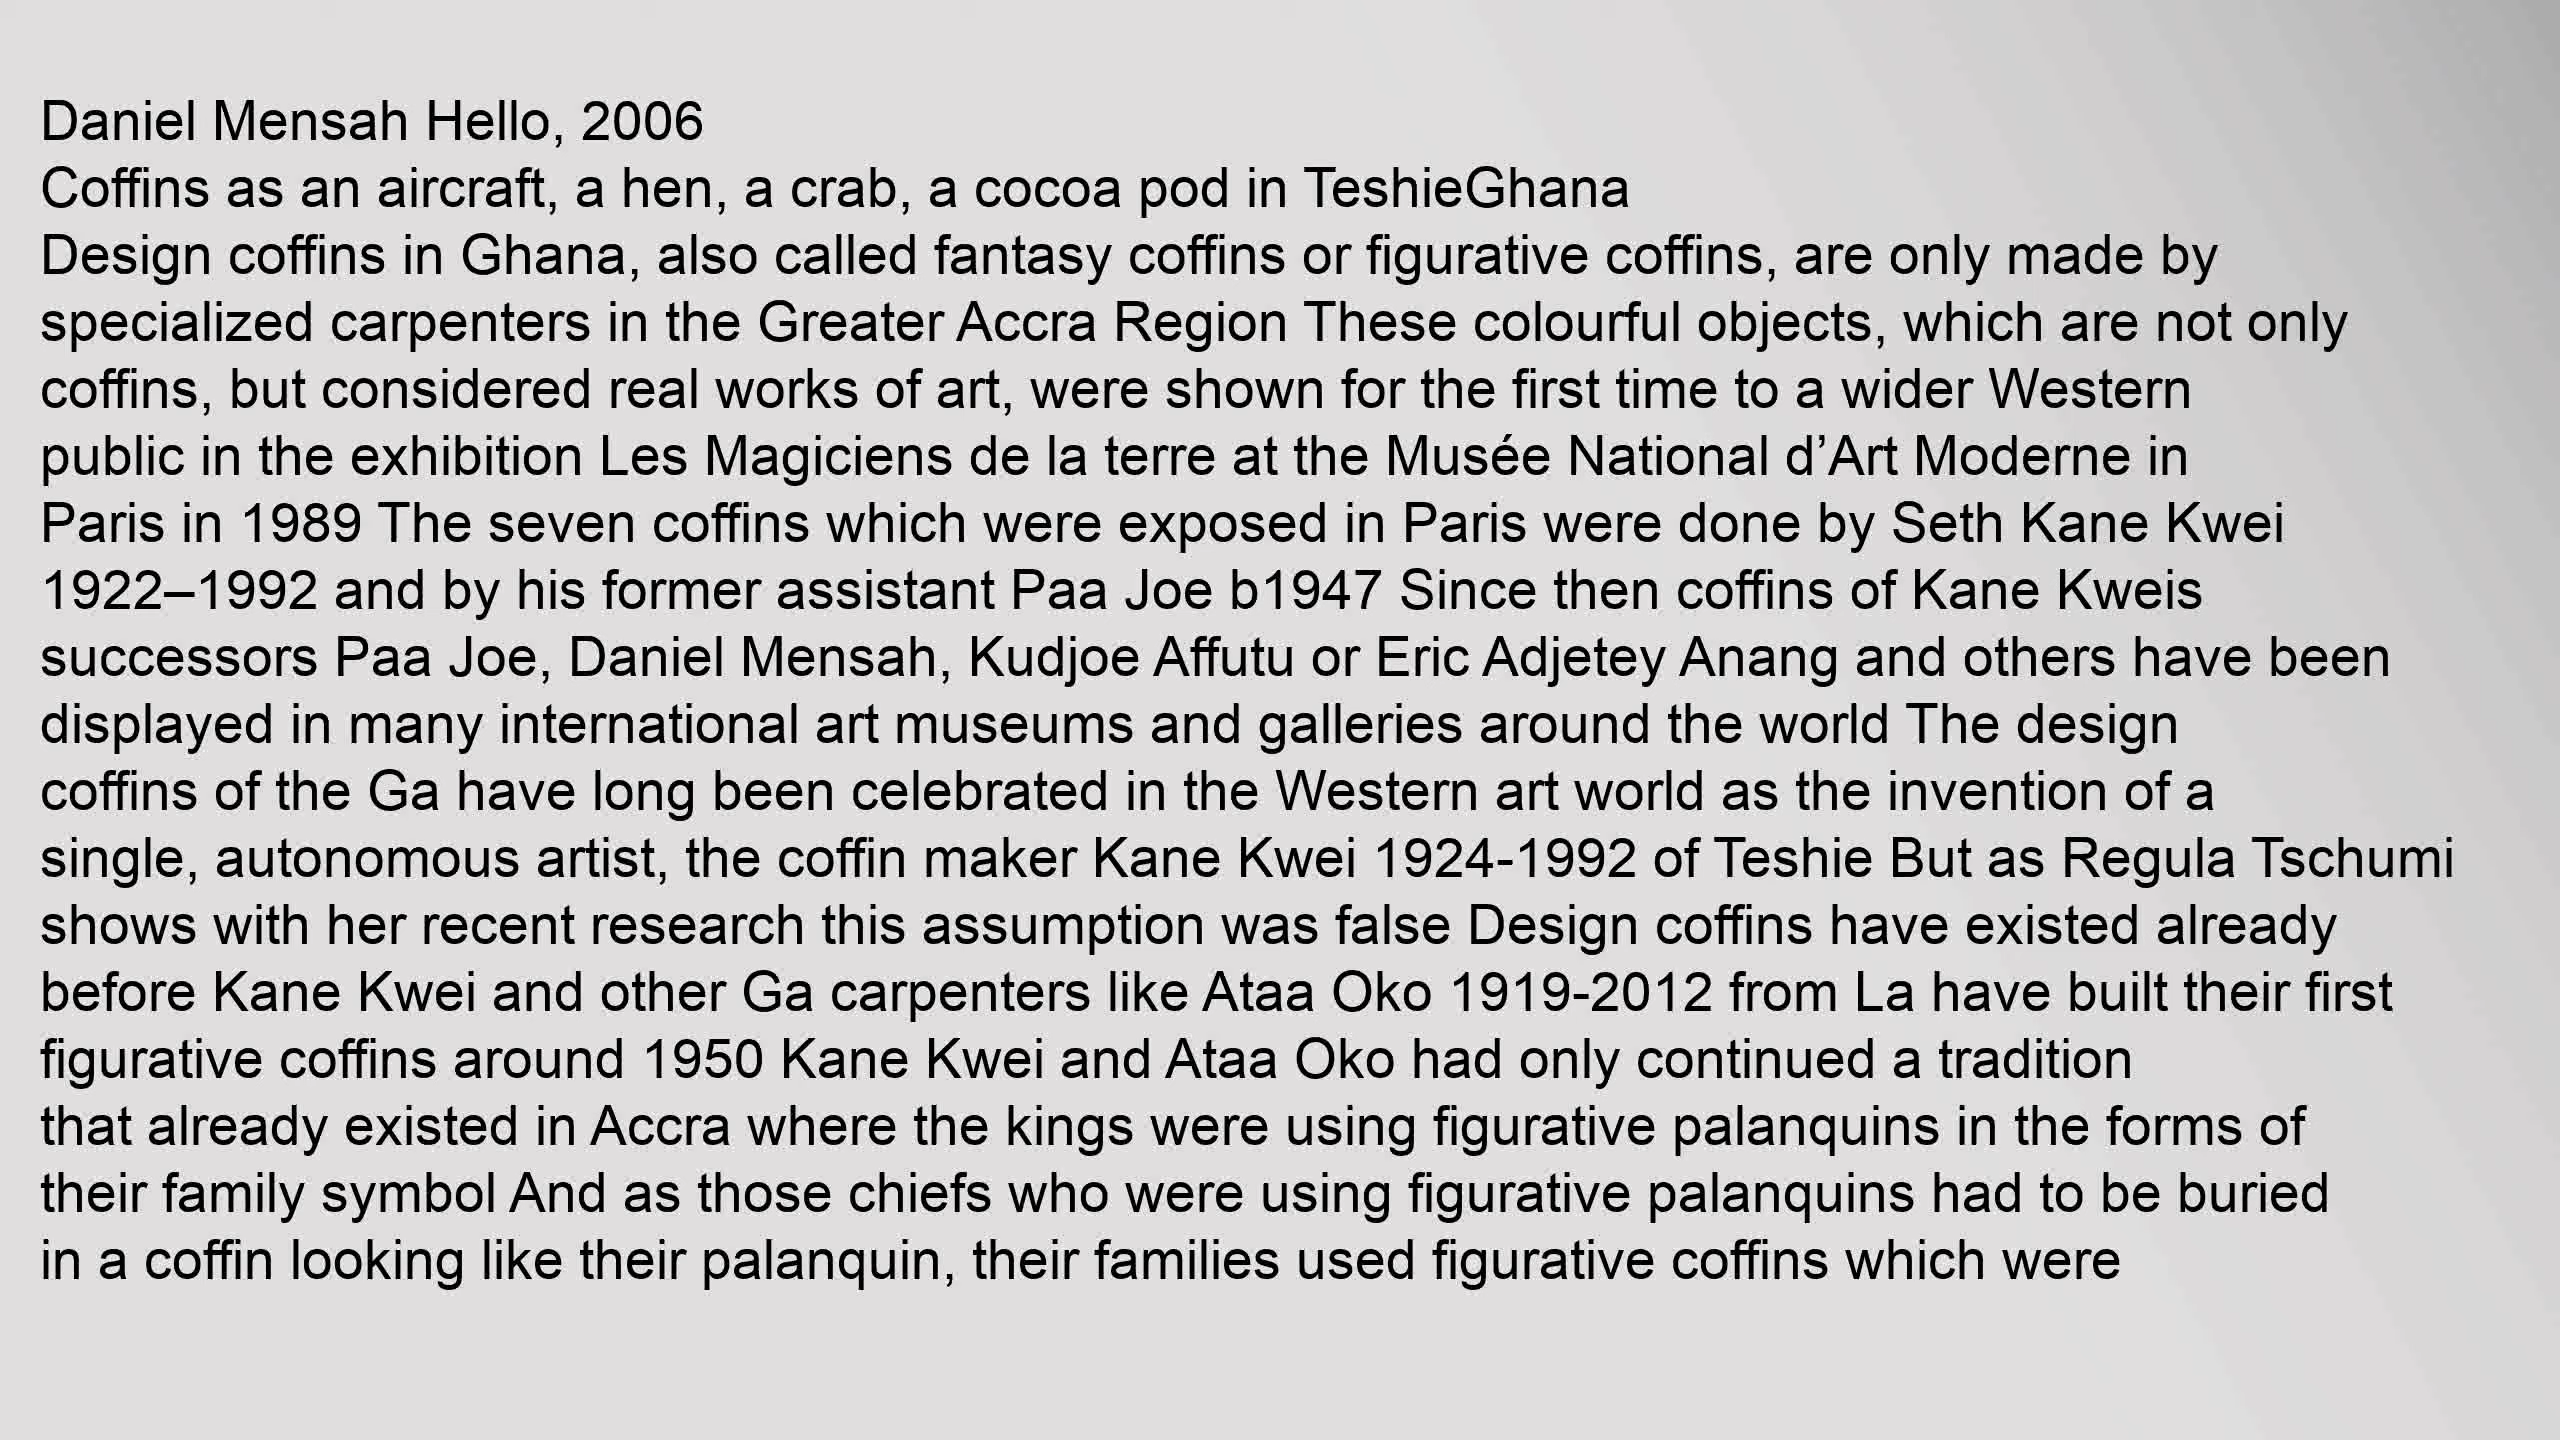 Daniel Mensah Hello, 2006
Coffins as an aircraft, a hen, a crab, a cocoa pod in TeshieGhana
Design coffins in Ghana, also called fantasy coffins or figurative coffins, are only made by
specialized carpenters in the Greater Accra Region These colourful objects, which are not only
coffins, but considered real works of art, were shown for the first time to a wider Western
public in the exhibition Les Magiciens de la terre at the Musée National d’Art Moderne in
Paris in 1989 The seven coffins which were exposed in Paris were done by Seth Kane Kwei
1922–1992 and by his former assistant Paa Joe b1947 Since then coffins of Kane Kweis
successors Paa Joe, Daniel Mensah, Kudjoe Affutu or Eric Adjetey Anang and others have been
displayed in many international art museums and galleries around the world The design
coffins of the Ga have long been celebrated in the Western art world as the invention of a
single, autonomous artist, the coffin maker Kane Kwei 1924-1992 of Teshie But as Regula Tschumi
shows with her recent research this assumption was false Design coffins have existed already
before Kane Kwei and other Ga carpenters like Ataa Oko 1919-2012 from La have built their first
figurative coffins around 1950 Kane Kwei and Ataa Oko had only continued a tradition
that already existed in Accra where the kings were using figurative palanquins in the forms of
their family symbol And as those chiefs who were using figurative palanquins had to be buried
in a coffin looking like their palanquin, their families used figurative coffins which were